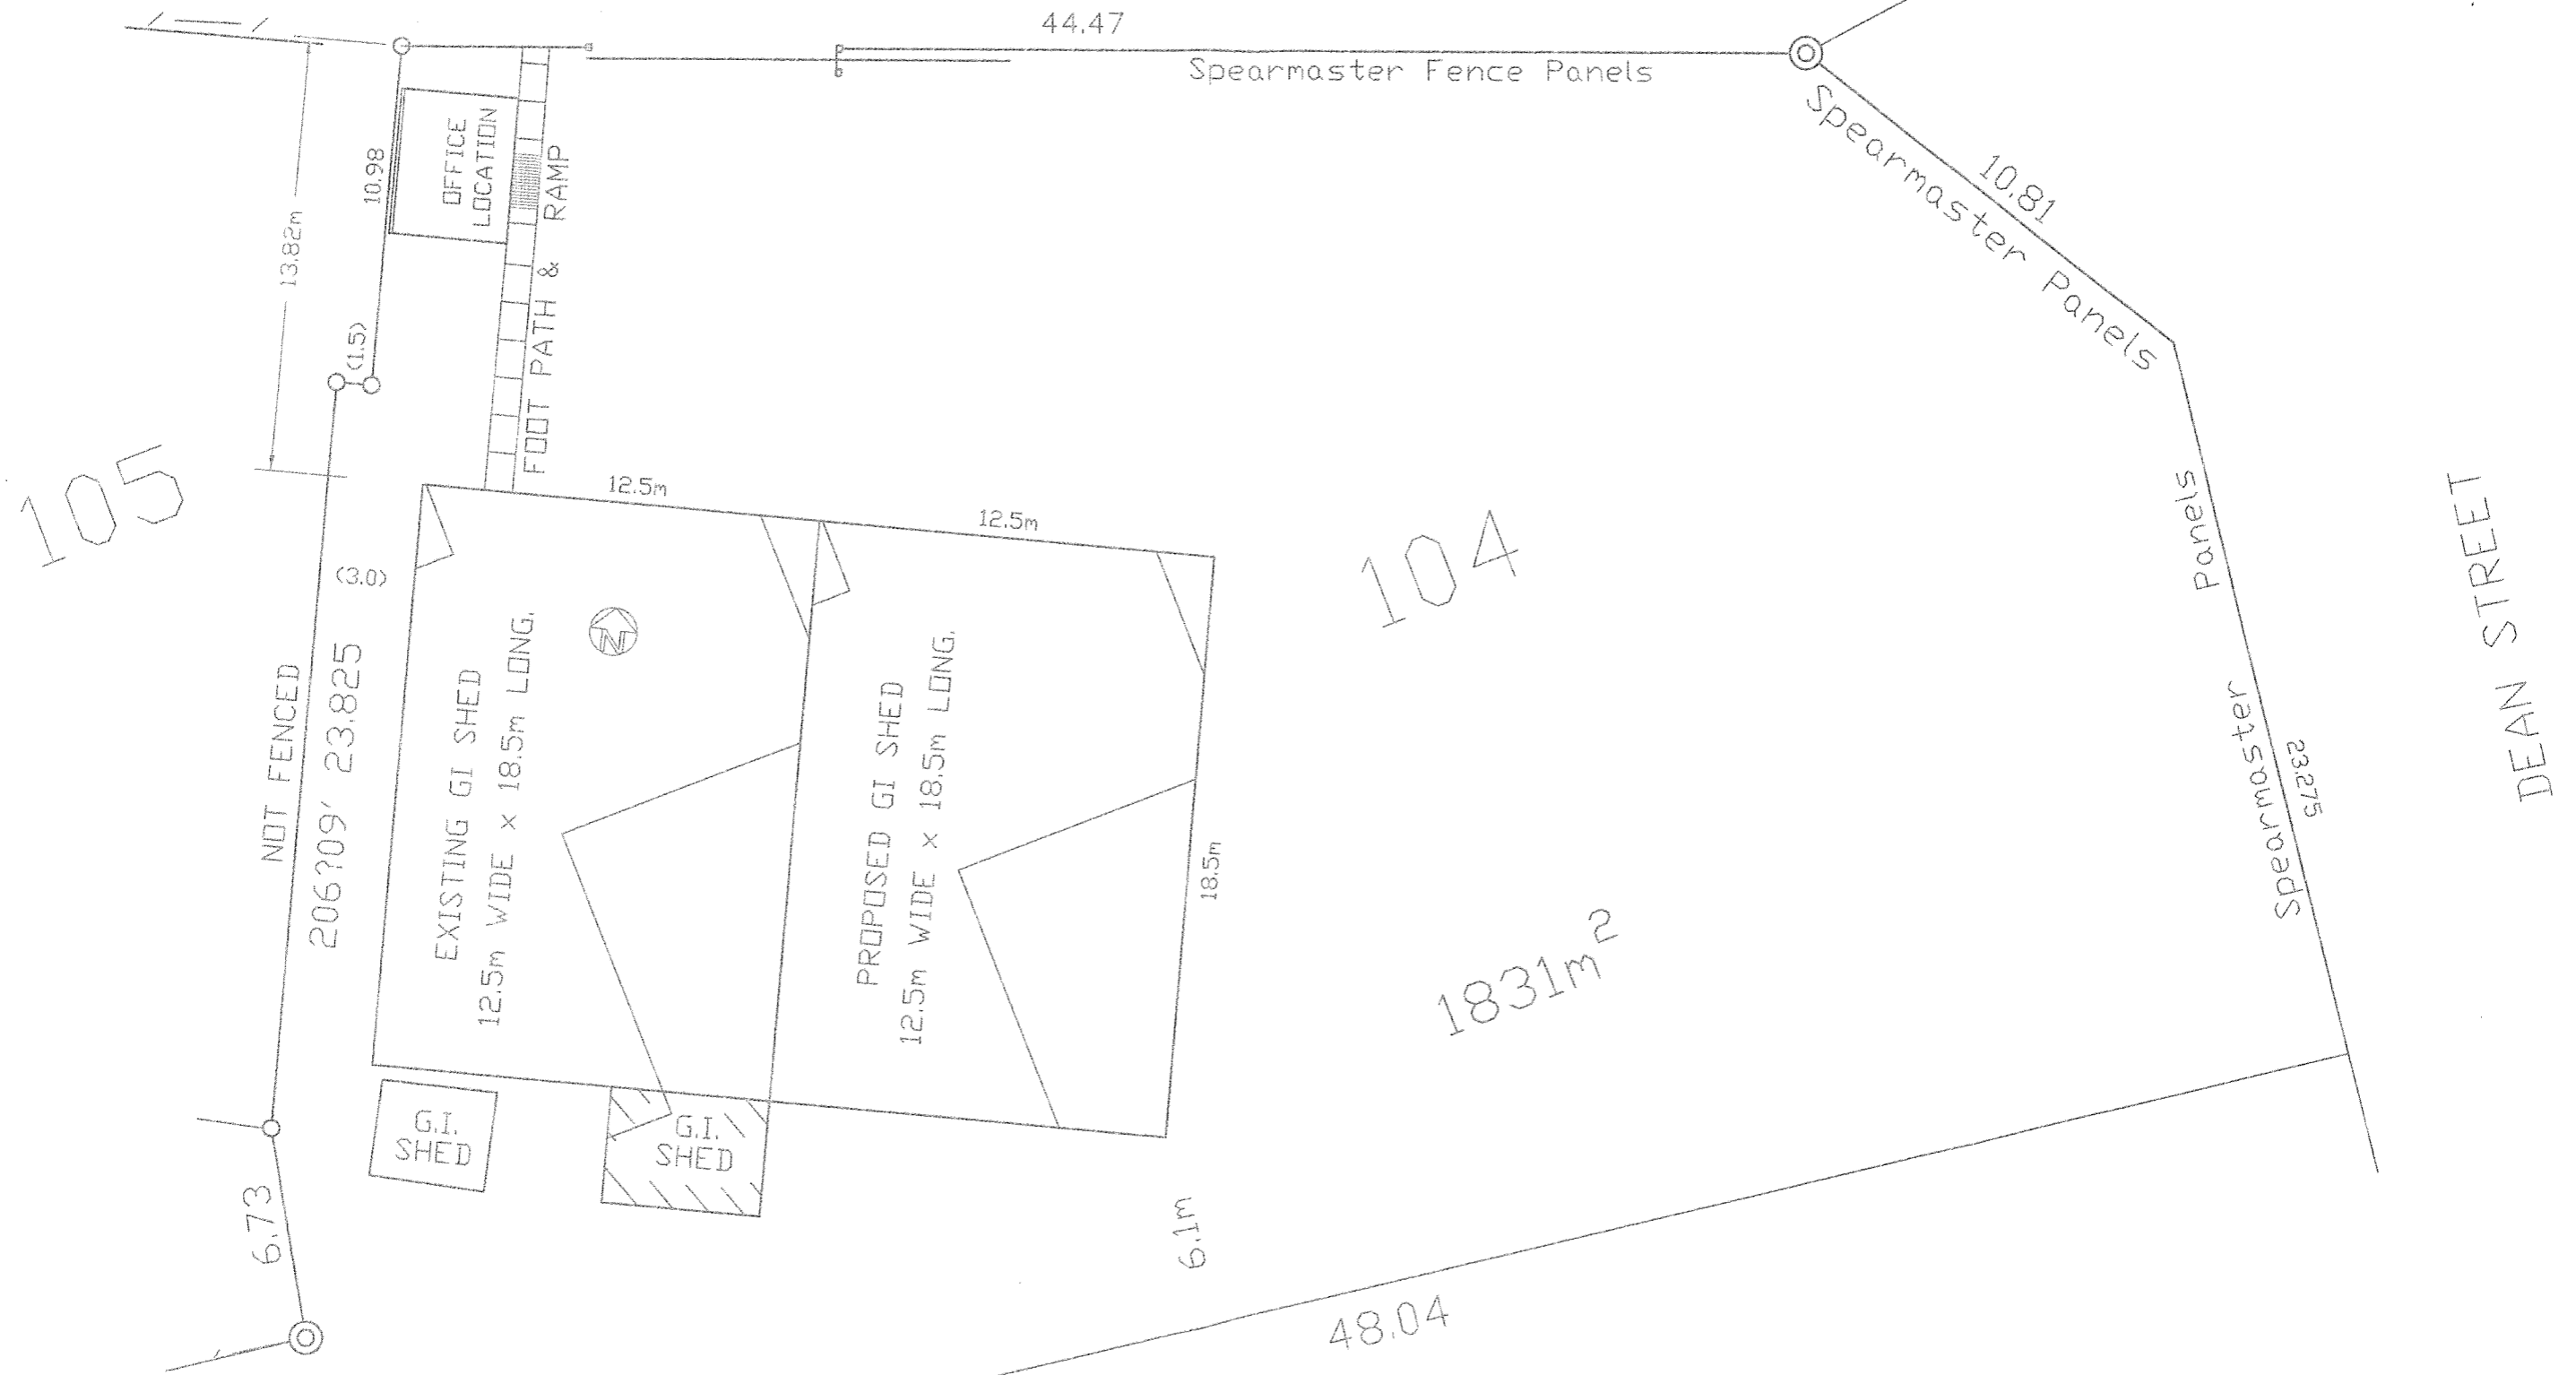 44.47
Spearmaster Fence Panels
10.81
Spearmaster Panels
OFFICE
LOCATION
10.98
13.82m
(1.5)
FOOT PATH & RAMP
105
12.5m
12.5m
104
(3.0)
N
NOT FENCED
206?09' 23.825
EXISTING GI SHED
12.5m WIDE x 18.5m LONG.
PROPOSED GI SHED
12.5m WIDE x 18.5m LONG.
18.5m
1831m2
Spearmaster Panels
23.275
DEAN STREET
G.I.
SHED
G.I.
SHED
6.73
6.1m
48.04